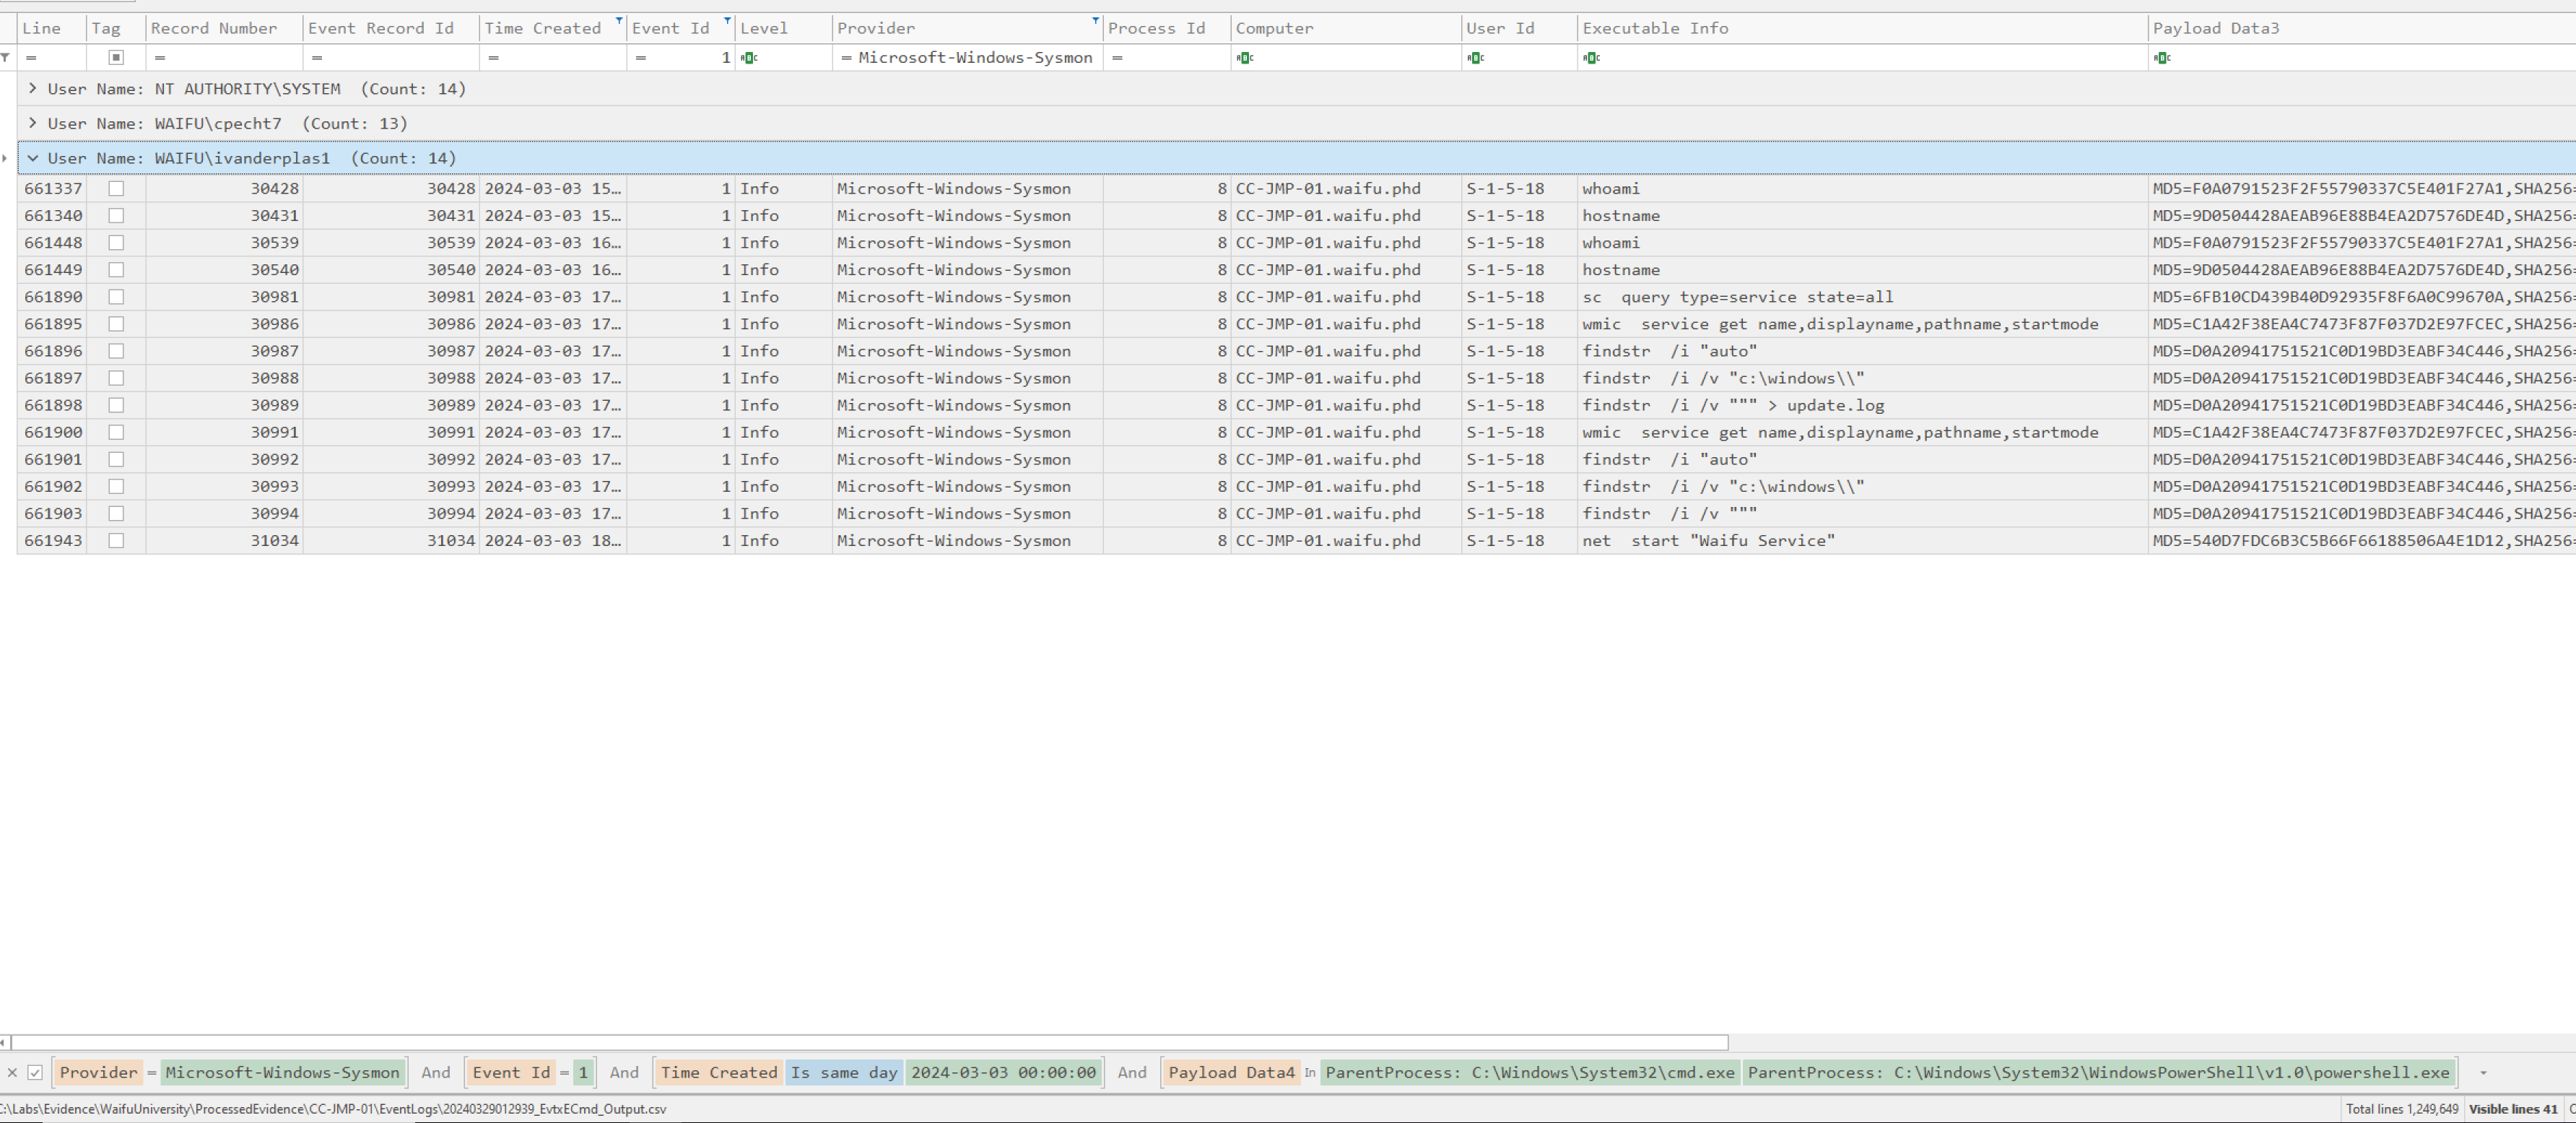 Line Tag Record Number Event Record Id Time Created Event Id Level Provider Process Id Computer User Id Executable Info Payload Data3
= = = = = 1 = Microsoft-Windows-Sysmon =
User Name: NT AUTHORITY\SYSTEM (Count: 14)
User Name: WAIFU\cpecht7 (Count: 13)
User Name: WAIFU\ivanderplas1 (Count: 14)
661337 30428 30428 2024-03-03 15… 1 Info Microsoft-Windows-Sysmon 8 CC-JMP-01.waifu.phd S-1-5-18 whoami MD5=F0A0791523F2F55790337C5E401F27A1,SHA256=
661340 30431 30431 2024-03-03 15… 1 Info Microsoft-Windows-Sysmon 8 CC-JMP-01.waifu.phd S-1-5-18 hostname MD5=9D0504428AEAB96E88B4EA2D7576DE4D,SHA256=
661448 30539 30539 2024-03-03 16… 1 Info Microsoft-Windows-Sysmon 8 CC-JMP-01.waifu.phd S-1-5-18 whoami MD5=F0A0791523F2F55790337C5E401F27A1,SHA256=
661449 30540 30540 2024-03-03 16… 1 Info Microsoft-Windows-Sysmon 8 CC-JMP-01.waifu.phd S-1-5-18 hostname MD5=9D0504428AEAB96E88B4EA2D7576DE4D,SHA256=
661890 30981 30981 2024-03-03 17… 1 Info Microsoft-Windows-Sysmon 8 CC-JMP-01.waifu.phd S-1-5-18 sc  query type=service state=all MD5=6FB10CD439B40D92935F8F6A0C99670A,SHA256=
661895 30986 30986 2024-03-03 17… 1 Info Microsoft-Windows-Sysmon 8 CC-JMP-01.waifu.phd S-1-5-18 wmic  service get name,displayname,pathname,startmode MD5=C1A42F38EA4C7473F87F037D2E97FCEC,SHA256=
661896 30987 30987 2024-03-03 17… 1 Info Microsoft-Windows-Sysmon 8 CC-JMP-01.waifu.phd S-1-5-18 findstr  /i "auto" MD5=D0A20941751521C0D19BD3EABF34C446,SHA256=
661897 30988 30988 2024-03-03 17… 1 Info Microsoft-Windows-Sysmon 8 CC-JMP-01.waifu.phd S-1-5-18 findstr  /i /v "c:\windows\\" MD5=D0A20941751521C0D19BD3EABF34C446,SHA256=
661898 30989 30989 2024-03-03 17… 1 Info Microsoft-Windows-Sysmon 8 CC-JMP-01.waifu.phd S-1-5-18 findstr  /i /v """ > update.log MD5=D0A20941751521C0D19BD3EABF34C446,SHA256=
661900 30991 30991 2024-03-03 17… 1 Info Microsoft-Windows-Sysmon 8 CC-JMP-01.waifu.phd S-1-5-18 wmic  service get name,displayname,pathname,startmode MD5=C1A42F38EA4C7473F87F037D2E97FCEC,SHA256=
661901 30992 30992 2024-03-03 17… 1 Info Microsoft-Windows-Sysmon 8 CC-JMP-01.waifu.phd S-1-5-18 findstr  /i "auto" MD5=D0A20941751521C0D19BD3EABF34C446,SHA256=
661902 30993 30993 2024-03-03 17… 1 Info Microsoft-Windows-Sysmon 8 CC-JMP-01.waifu.phd S-1-5-18 findstr  /i /v "c:\windows\\" MD5=D0A20941751521C0D19BD3EABF34C446,SHA256=
661903 30994 30994 2024-03-03 17… 1 Info Microsoft-Windows-Sysmon 8 CC-JMP-01.waifu.phd S-1-5-18 findstr  /i /v """ MD5=D0A20941751521C0D19BD3EABF34C446,SHA256=
661943 31034 31034 2024-03-03 18… 1 Info Microsoft-Windows-Sysmon 8 CC-JMP-01.waifu.phd S-1-5-18 net  start "Waifu Service" MD5=540D7FDC6B3C5B66F66188506A4E1D12,SHA256=
Provider = Microsoft-Windows-Sysmon And Event Id = 1 And Time Created Is same day 2024-03-03 00:00:00 And Payload Data4 In ParentProcess: C:\Windows\System32\cmd.exe ParentProcess: C:\Windows\System32\WindowsPowerShell\v1.0\powershell.exe
:\Labs\Evidence\WaifuUniversity\ProcessedEvidence\CC-JMP-01\EventLogs\20240329012939_EvtxECmd_Output.csv Total lines 1,249,649 Visible lines 41